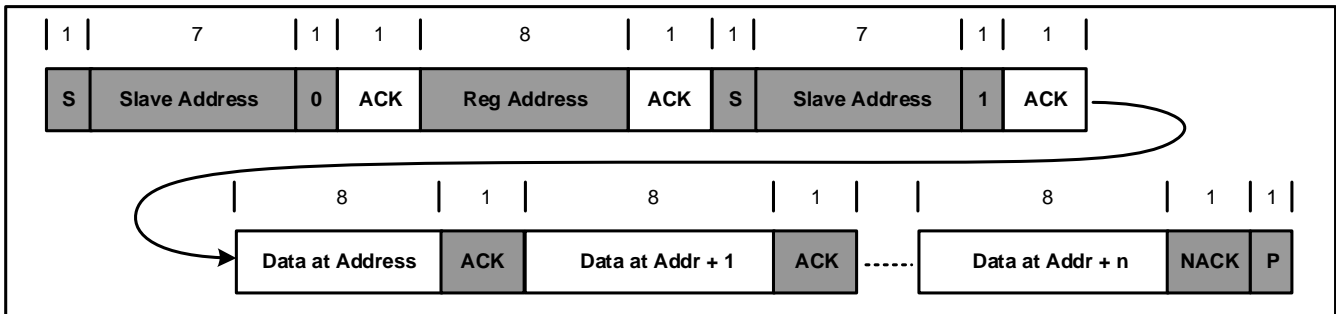 1 7 1 1 8 1 1 7 1 1
S Slave Address 0 ACK Reg Address ACK S Slave Address 1 ACK
8 1 8 1 8 1 1
Data at Address ACK Data at Addr + 1 ACK Data at Addr + n NACK P